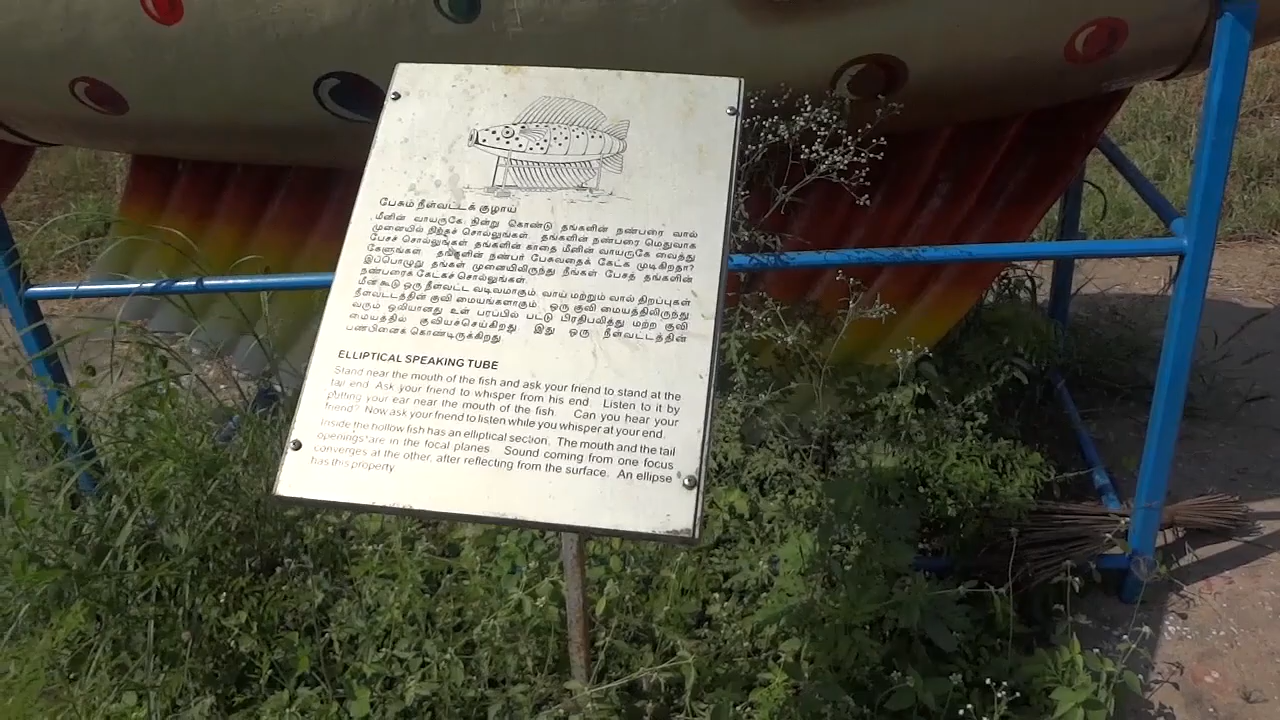 பேசும் நீள்வட்டக் குழாய்
மீனின் வாயருகே நின்று கொண்டு தங்களின் நண்பரை வால்
முனையில் நிற்கச் சொல்லுங்கள். தங்களின் நண்பரை மெதுவாக
பேசச் சொல்லுங்கள். தங்களின் காதை மீனின் வாயருகே வைத்து
கேளுங்கள். தங்களின் நண்பர் பேசுவதைக் கேட்க முடிகிறதா?
இப்பொழுது தங்கள் முனையிலிருந்து நீங்கள் பேசத் தங்களின்
நண்பரைக் கேட்கச் சொல்லுங்கள்.
மீன் கூடு ஒரு நீள்வட்ட வடிவமாகும். வாய் மற்றும் வால் திறப்புகள்
நீள்வட்டத்தின் குவி மையங்களாகும். ஒரு குவி மையத்திலிருந்து
வரும் ஒலியானது உள் பரப்பில் பட்டு பிரதிபலித்து மற்ற குவி
மையத்தில் குவியச்செய்கிறது. இது ஒரு நீள்வட்டத்தின்
பண்பினைக் கொண்டிருக்கிறது.
ELLIPTICAL SPEAKING TUBE
Stand near the mouth of the fish and ask your friend to stand at the
tail end. Ask your friend to whisper from his end. Listen to it by
putting your ear near the mouth of the fish. Can you hear your
friend? Now ask your friend to listen while you whisper at your end.
Inside the hollow fish has an elliptical section. The mouth and the tail
openings are in the focal planes. Sound coming from one focus
converges at the other, after reflecting from the surface. An ellipse
has this property.